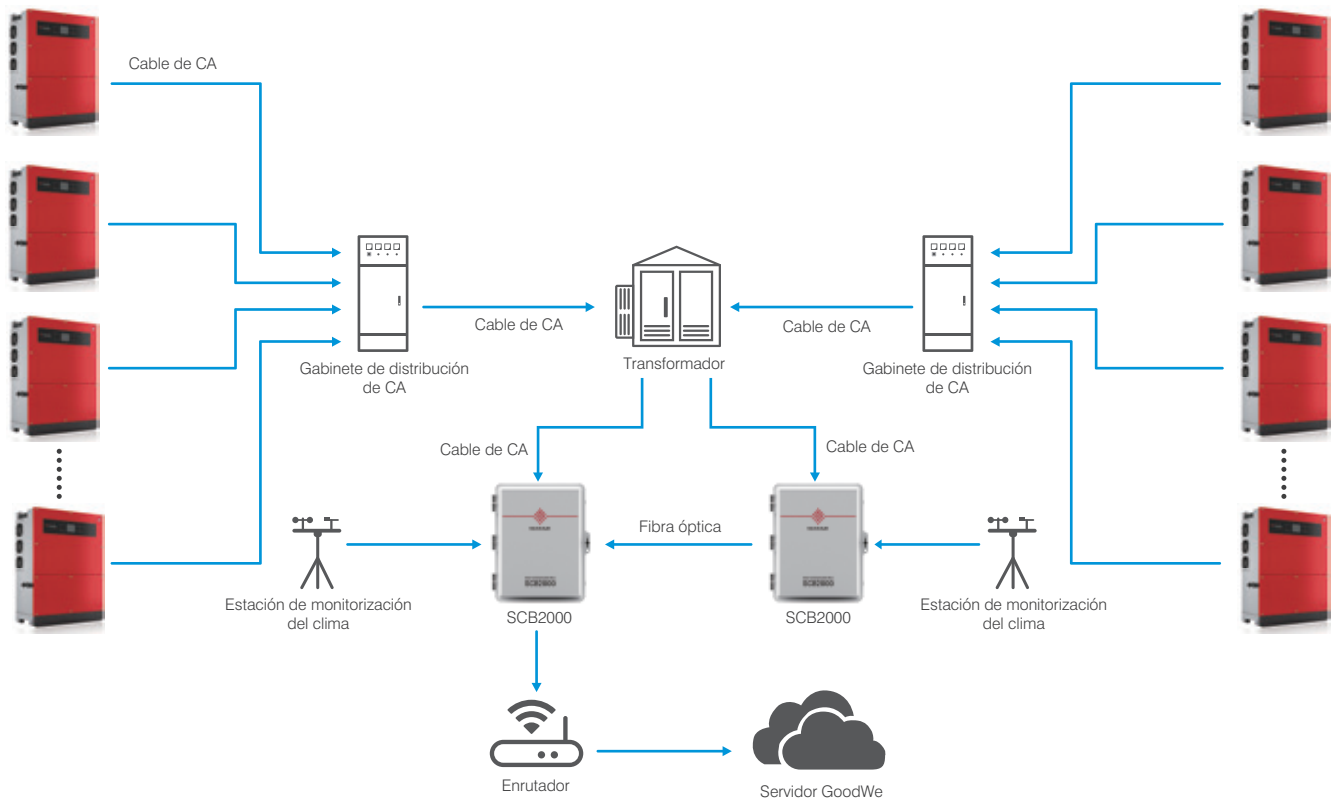 Cable de CA
Cable de CA
Cable de CA
Gabinete de distribución
de CA
Transformador
Gabinete de distribución
de CA
Cable de CA
Cable de CA
Fibra óptica
SCB2000
SCB2000
Estación de monitorización
del clima
SCB2000
SCB2000
Estación de monitorización
del clima
Enrutador
Servidor GoodWe